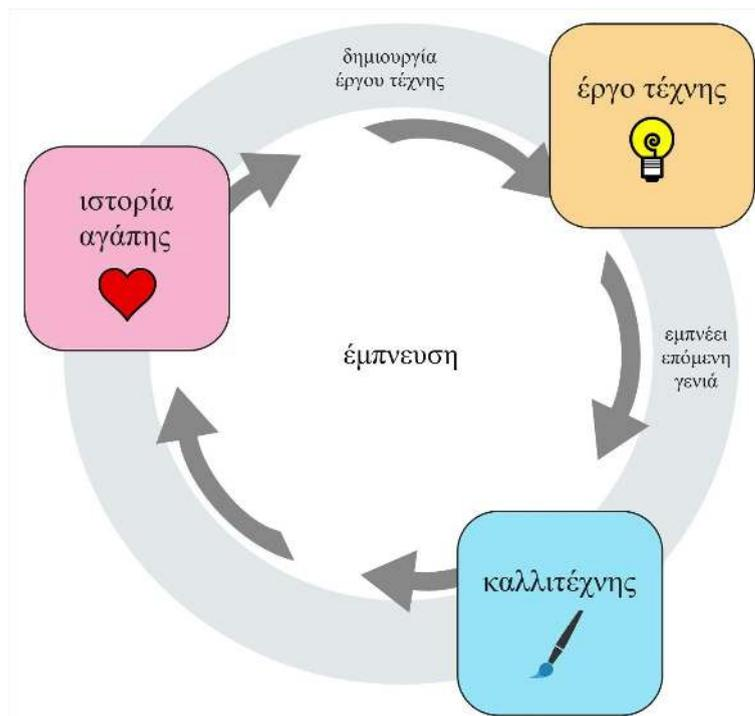 δημιουργία
έργου τέχνης
έργο τέχνης
ιστορία
αγάπης
έμπνευση
εμπνέει
επόμενη
γενιά
καλλιτέχνης